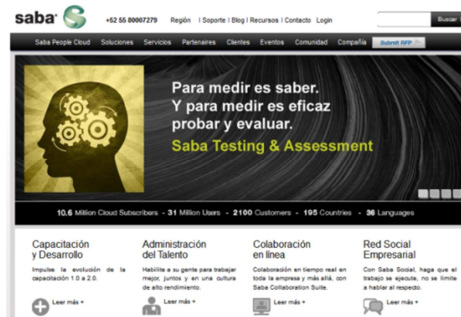 saba
+52 55 80007279 Región | Soporte | Blog | Recursos | Contacto Login Buscar
Saba People Cloud Soluciones Servicios Partenaires Clientes Eventos Comunidad Compañía Submit RFP
Para medir es saber.
Y para medir es eficaz
probar y evaluar.
Saba Testing & Assessment
10.6 Million Cloud Subscribers - 31 Million Users - 2100 Customers - 195 Countries - 36 Languages
Capacitación
y Desarrollo
Impulse la evolución de la
capacitación 1.0 a 2.0.
Leer más
Administración
del Talento
Habilite a su gente para trabajar
mejor, juntos y en una cultura
de alto rendimiento.
Leer más
Colaboración
en línea
Colaboración en tiempo real en
toda la empresa y más allá, con
Saba Collaboration Suite.
Leer más
Red Social
Empresarial
Con Saba Social, haga que el
trabajo se ejecute, no se limite
a hablar al respecto.
Leer más